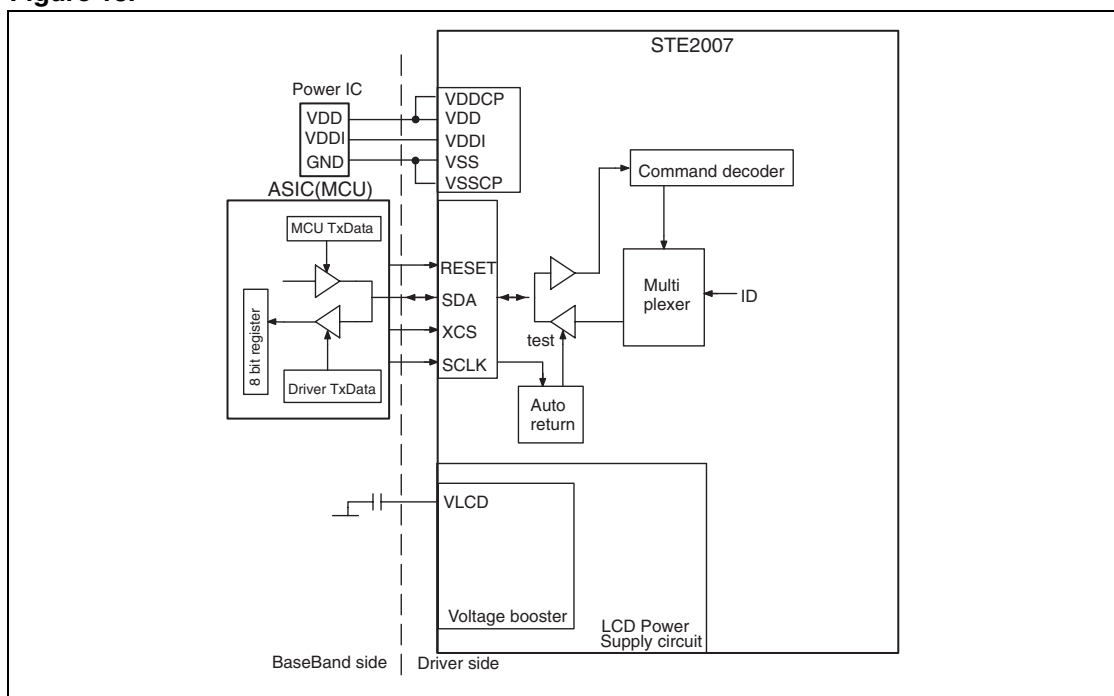 STE2007
Power IC
VDD
VDDI
GND
VDDCP
VDD
VDDI
VSS
VSSCP
ASIC(MCU)
MCU TxData
8 bit register
Driver TxData
RESET
SDA
XCS
SCLK
Command decoder
Multi
plexer
ID
test
Auto
return
VLCD
Voltage booster
LCD Power
Supply circuit
BaseBand side
Driver side